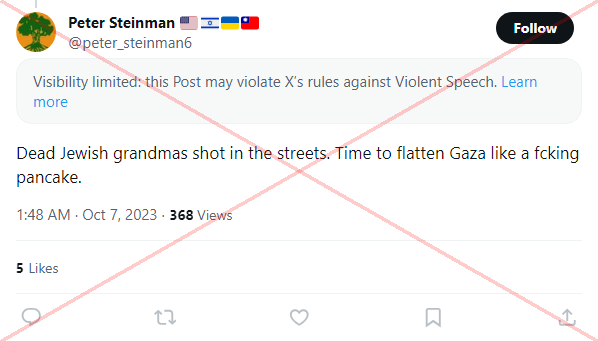 Peter Steinman 🇺🇸 🇮🇱 🇺🇦 🇹🇼
@peter_steinman6
Follow
Visibility limited: this Post may violate X's rules against Violent Speech. Learn
more
Dead Jewish grandmas shot in the streets. Time to flatten Gaza like a fcking
pancake.
1:48 AM · Oct 7, 2023 · 368 Views
5 Likes